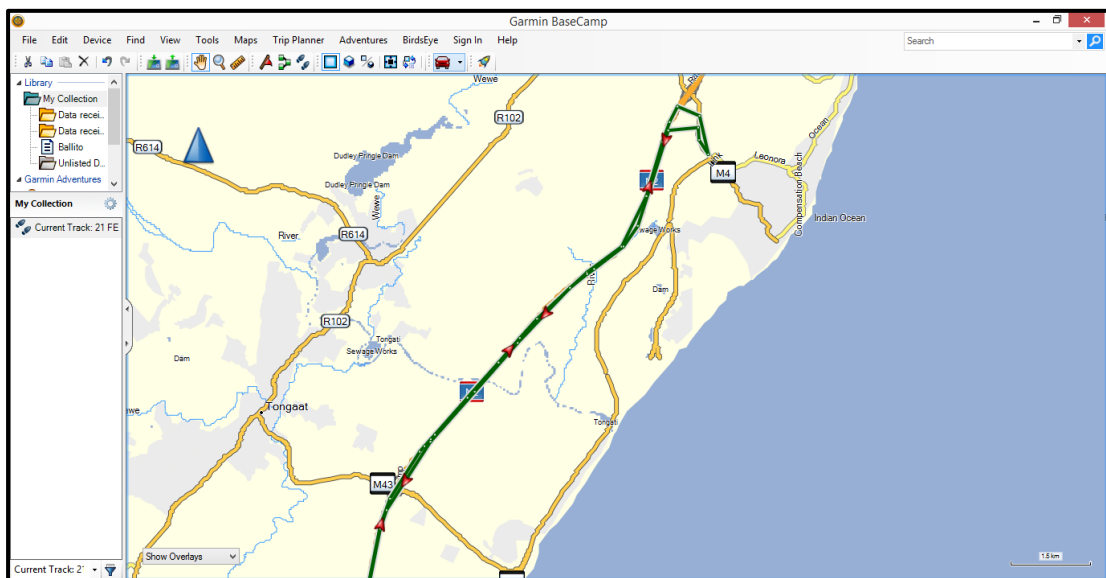 Garmin BaseCamp
File Edit Device Find View Tools Maps Trip Planner Adventures BirdsEye Sign In Help
Search
Library
My Collection
Data recei...
Data recei...
Ballito
Unlisted D...
Garmin Adventures
My Collection
Current Track: 21 FE
Current Track: 2
Wewe
R102
R614
Dudley Pringle Dam
Dudley Pringle Dam
Wewe
River
R614
R102
Tongati
Sewage Works
Dam
Tongaat
M43
M4
Leonora
Ocean
Compensation Beach
Indian Ocean
wage Works
River
Dam
Tongati
Show Overlays
1.5 km